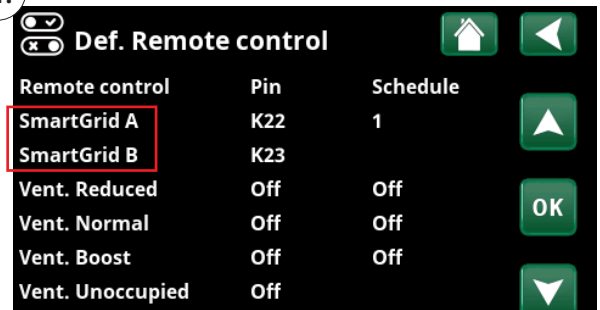 Def. Remote control
Remote control Pin Schedule
SmartGrid A K22 1
SmartGrid B K23
Vent. Reduced Off Off
Vent. Normal Off Off
OK
Vent. Boost Off Off
Vent. Unoccupied Off